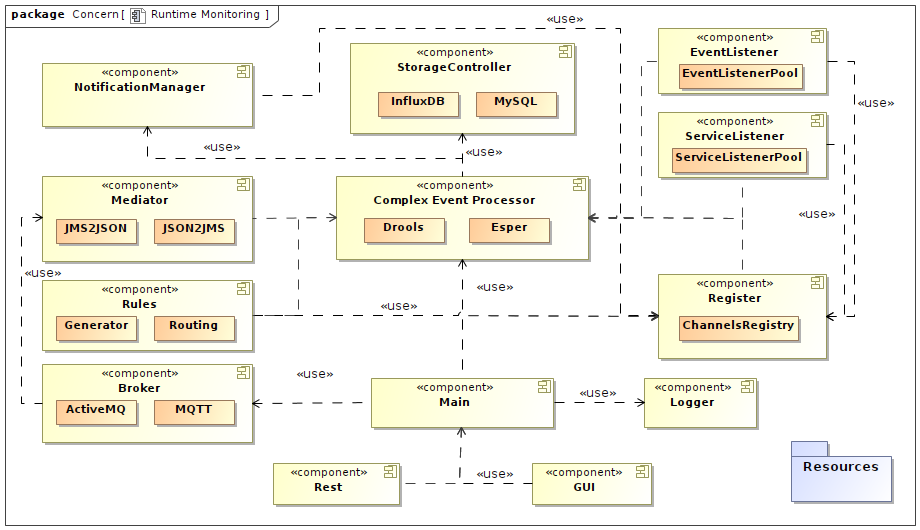 package Concern [ Runtime Monitoring ]
«use»
«component»
NotificationManager
«component»
StorageController
InfluxDB
MySQL
«component»
EventListener
EventListenerPool
«use»
«component»
ServiceListener
ServiceListenerPool
«use»
«use»
«component»
Mediator
JMS2JSON
JSON2JMS
«component»
Complex Event Processor
Drools
Esper
«use»
«use»
«component»
Rules
Generator
Routing
«use»
«use»
«component»
Register
ChannelsRegistry
«component»
Broker
ActiveMQ
MQTT
«use»
«component»
Main
«use»
«component»
Logger
«component»
Rest
«use»
«component»
GUI
Resources